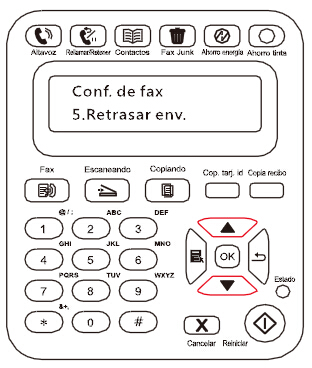 Altavoz Rellamar/Retener Contactos Fax Junk Ahorro energía Ahorro tinta
Conf. de fax
5.Retrasar env.
Fax Escaneando Copiando Cop. tarj. id Copia recibo
@ / : ABC DEF
1 2 3
GHI JKL MNO
4 5 6 OK
PQRS TUV WXYZ
7 8 9 Estado
&+,
* 0 # X
Cancelar Reiniciar